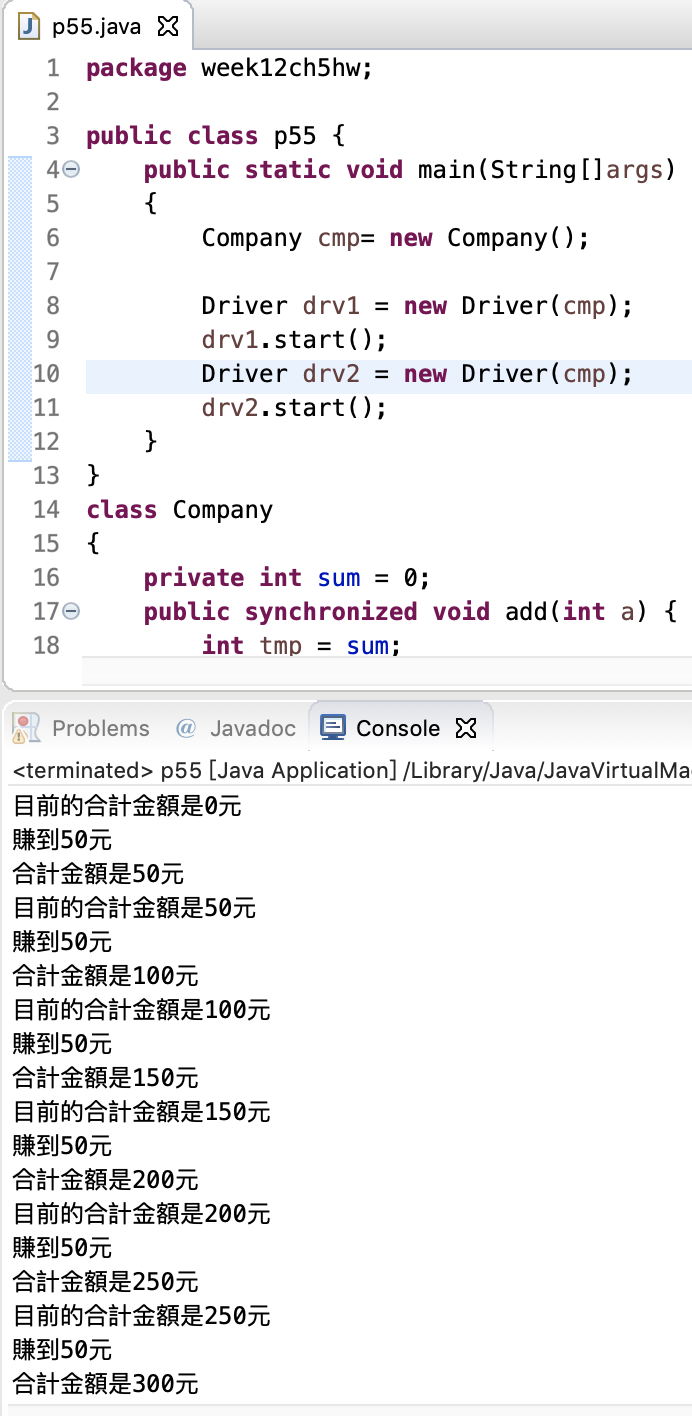 p55.java
1 package week12ch5hw;
2
3 public class p55 {
4 public static void main(String[]args)
5 {
6 Company cmp= new Company();
7
8 Driver drv1 = new Driver(cmp);
9 drv1.start();
10 Driver drv2 = new Driver(cmp);
11 drv2.start();
12 }
13 }
14 class Company
15 {
16 private int sum = 0;
17 public synchronized void add(int a) {
18 int tmp = sum;
Problems @ Javadoc Console
<terminated> p55 [Java Application] /Library/Java/JavaVirtualMa
目前的合計金額是0元
賺到50元
合計金額是50元
目前的合計金額是50元
賺到50元
合計金額是100元
目前的合計金額是100元
賺到50元
合計金額是150元
目前的合計金額是150元
賺到50元
合計金額是200元
目前的合計金額是200元
賺到50元
合計金額是250元
目前的合計金額是250元
賺到50元
合計金額是300元